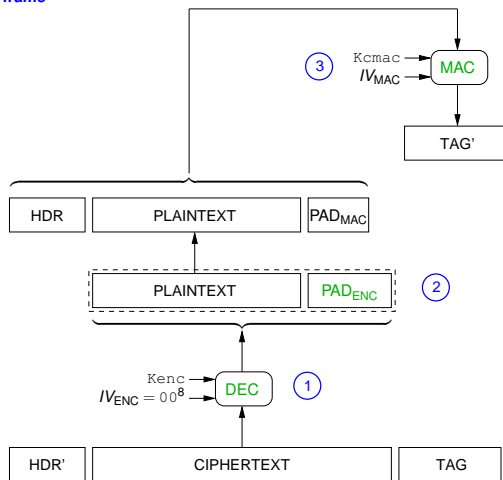 frame
Kcmac
IV_MAC
MAC
3
TAG'
HDR
PLAINTEXT
PAD_MAC
PLAINTEXT
PAD_ENC
2
Kenc
IV_ENC = 00^8
DEC
1
HDR'
CIPHERTEXT
TAG